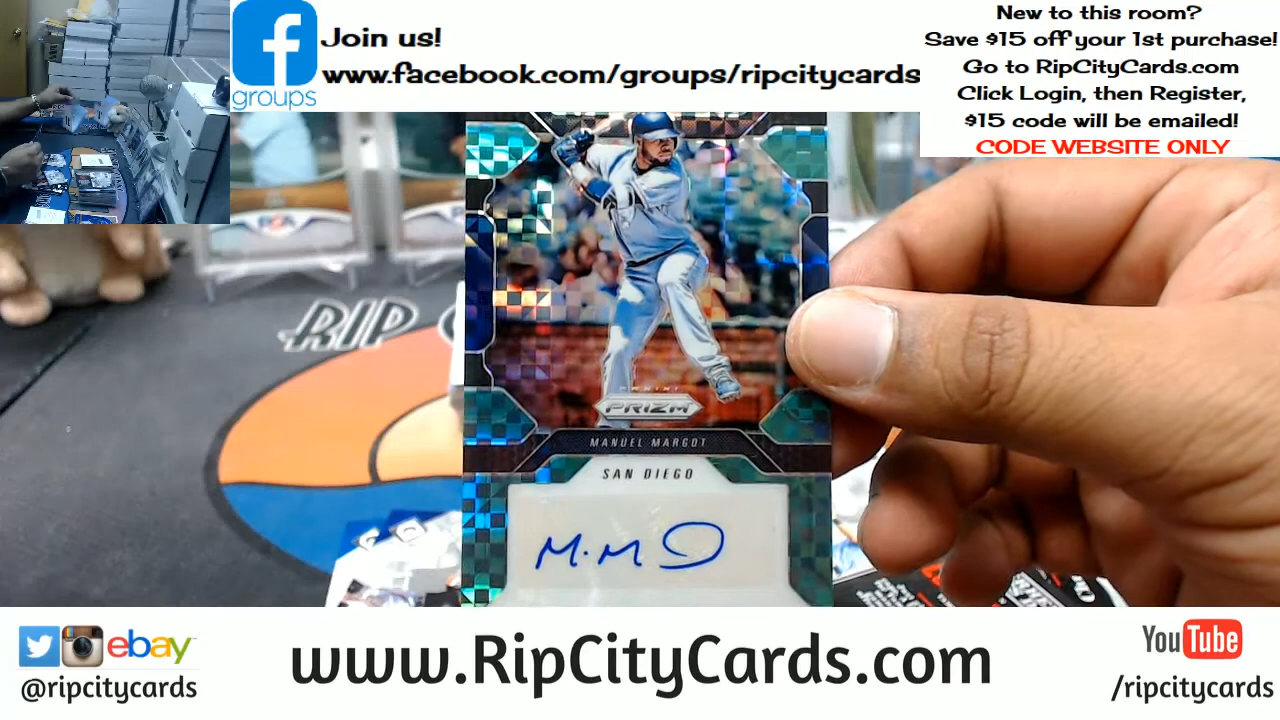 Join us!
www.facebook.com/groups/ripcitycards
groups
New to this room?
Save $15 off your 1st purchase!
Go to RipCityCards.com
Click Login, then Register,
$15 code will be emailed!
CODE WEBSITE ONLY
RIP
PANINI
PRIZM
MANUEL MARGOT
SAN DIEGO
M.M
ebay
@ripcitycards
www.RipCityCards.com
YouTube
/ripcitycards